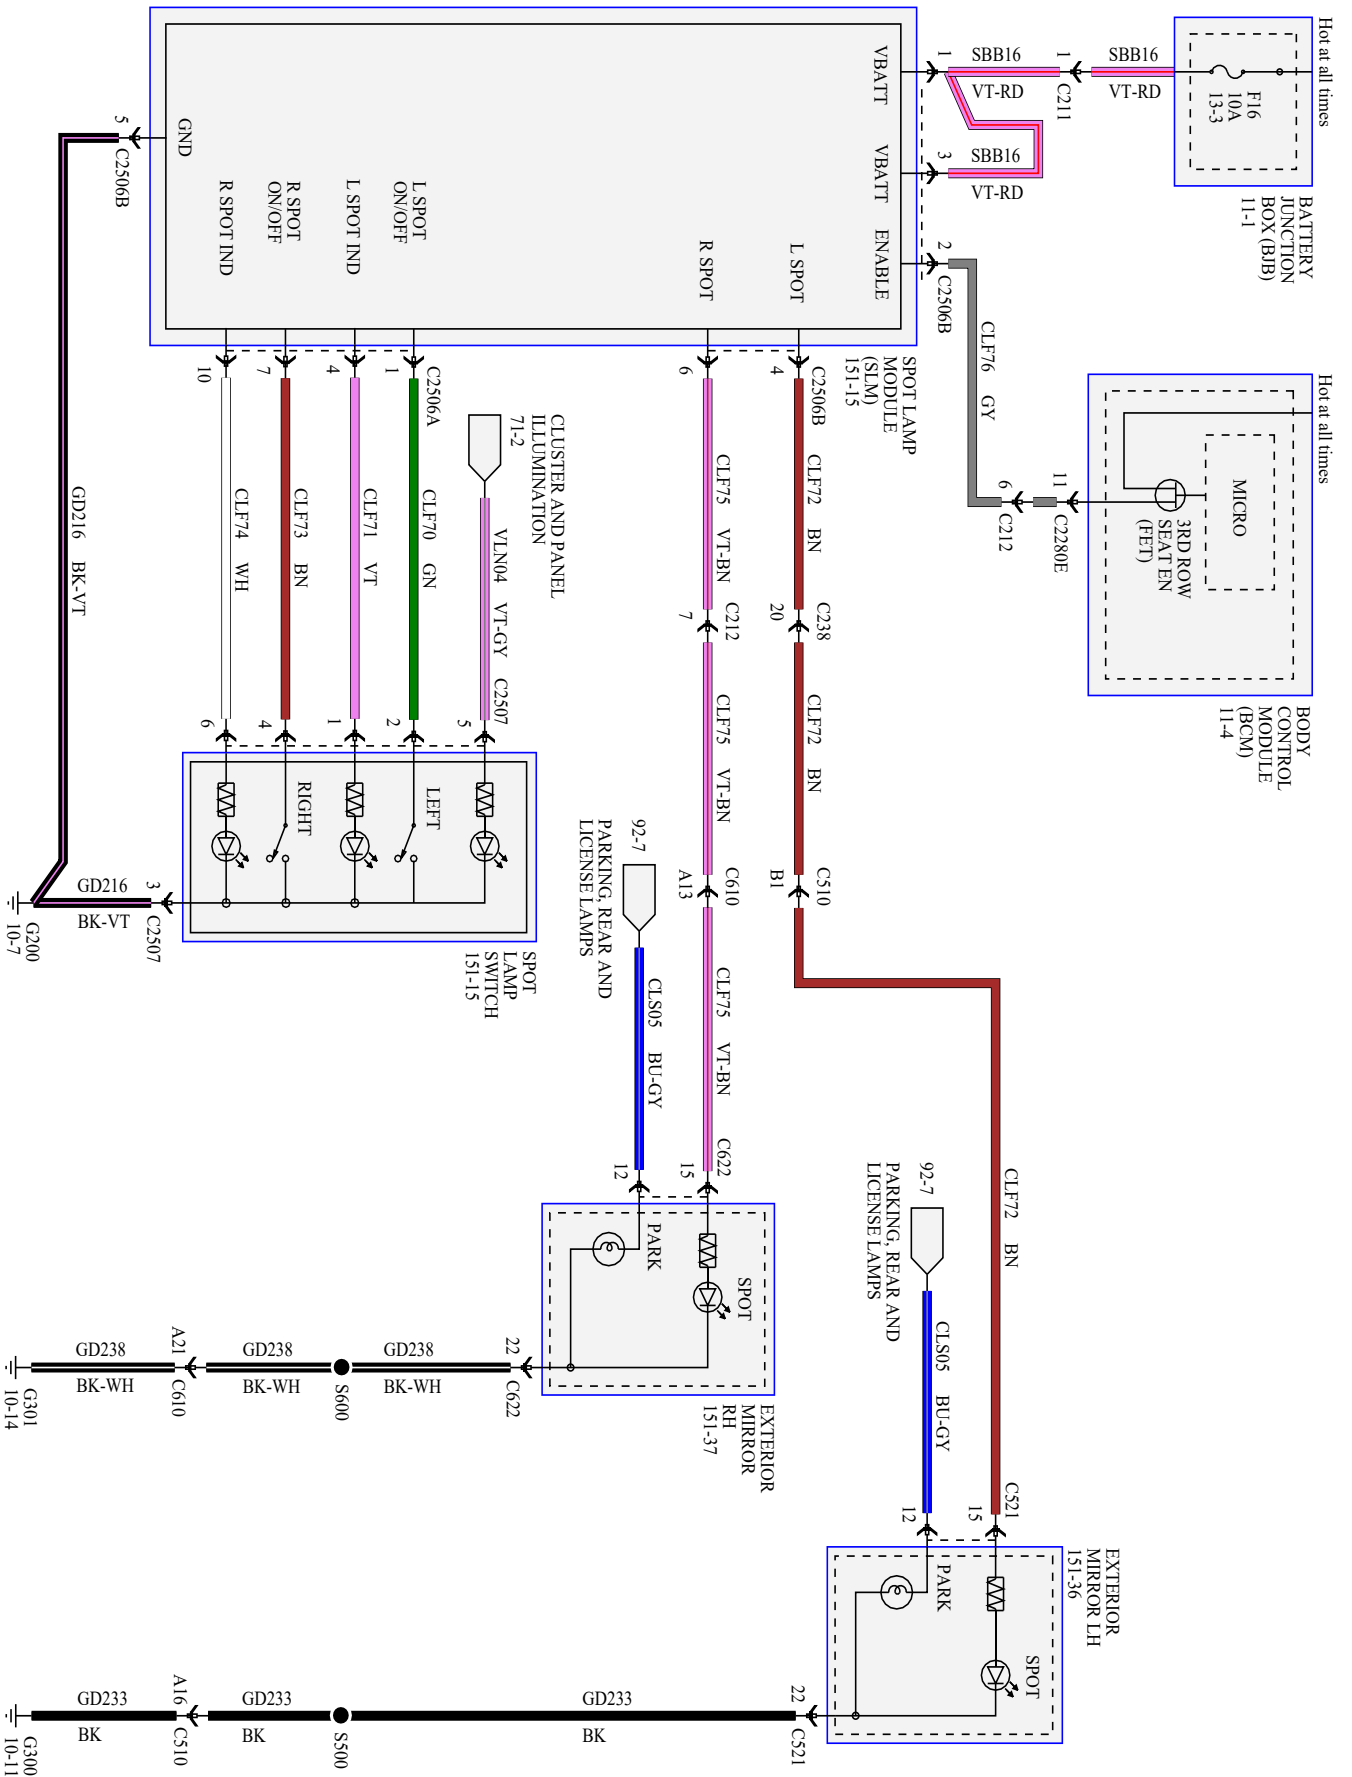 Hot at all times
F16
10A
13-3
BATTERY
JUNCTION
BOX (BJB)
11-1
SBB16
VT-RD
1
C211
SBB16
VT-RD
1
SBB16
VT-RD
3
2
C2506B
CLF76 GY
6
C212
11
C2280E
Hot at all times
MICRO
3RD ROW
SEAT EN
(FET)
BODY
CONTROL
MODULE
(BCM)
11-4
VBATT
VBATT
ENABLE
L SPOT
R SPOT
L SPOT
ON/OFF
L SPOT IND
R SPOT
ON/OFF
R SPOT IND
GND
SPOT LAMP
MODULE
(SLM)
151-15
5
C2506B
GD216 BK-VT
4
C2506B
CLF72 BN
20
C238
CLF72 BN
B1
C510
CLF72 BN
15
C521
6
CLF75 VT-BN
7
C212
CLF75 VT-BN
A13
C610
CLF75 VT-BN
15
C622
CLUSTER AND PANEL
ILLUMINATION
71-2
VLN04 VT-GY
C2507
5
1
C2506A
CLF70 GN
2
4
CLF71 VT
1
7
CLF73 BN
4
10
CLF74 WH
6
LEFT
RIGHT
SPOT
LAMP
SWITCH
151-15
3
C2507
GD216
BK-VT
G200
10-7
92-7
PARKING, REAR AND
LICENSE LAMPS
CLS05 BU-GY
12
PARK
SPOT
EXTERIOR
MIRROR
RH
151-37
22
C622
GD238
BK-WH
S600
GD238
BK-WH
A21
C610
GD238
BK-WH
G301
10-14
92-7
PARKING, REAR AND
LICENSE LAMPS
CLS05 BU-GY
12
PARK
SPOT
EXTERIOR
MIRROR LH
151-36
22
C521
GD233
BK
S500
GD233
BK
A16
C510
GD233
BK
G300
10-11